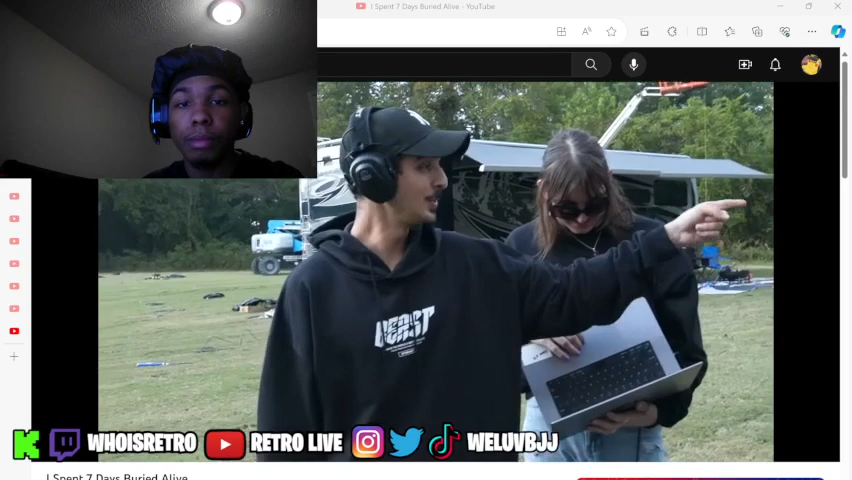 I Spent 7 Days Buried Alive - YouTube
BEAST
WHOISRETRO RETRO LIVE WELUVBJJ
I Spent 7 Days Buried Alive